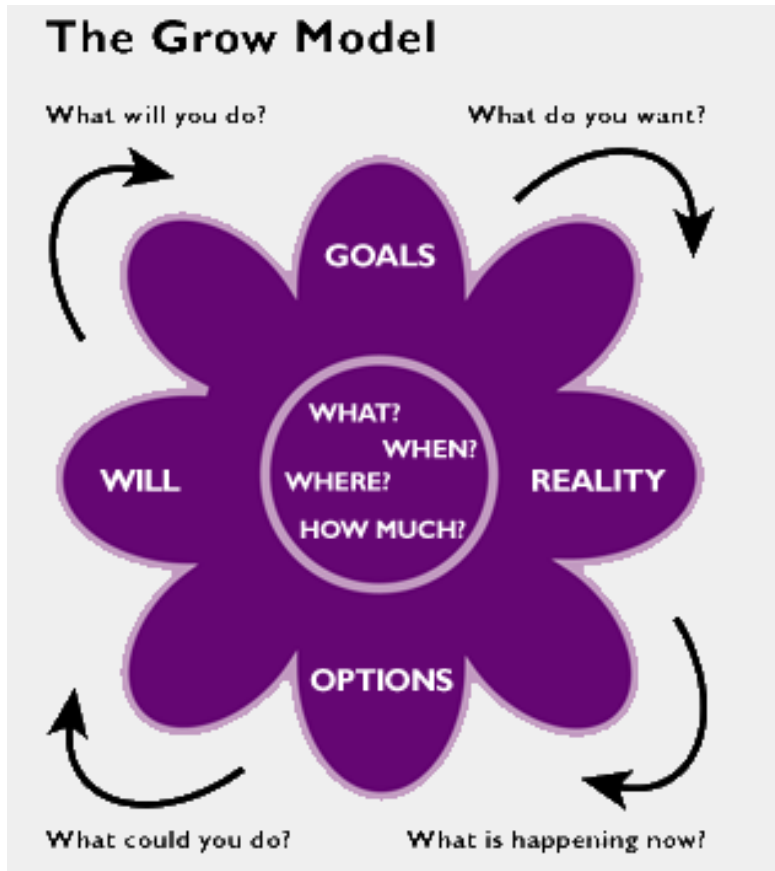 The Grow Model
What will you do?
What do you want?
GOALS
WHAT?
WHEN?
WHERE?
HOW MUCH?
WILL
REALITY
OPTIONS
What could you do?
What is happening now?